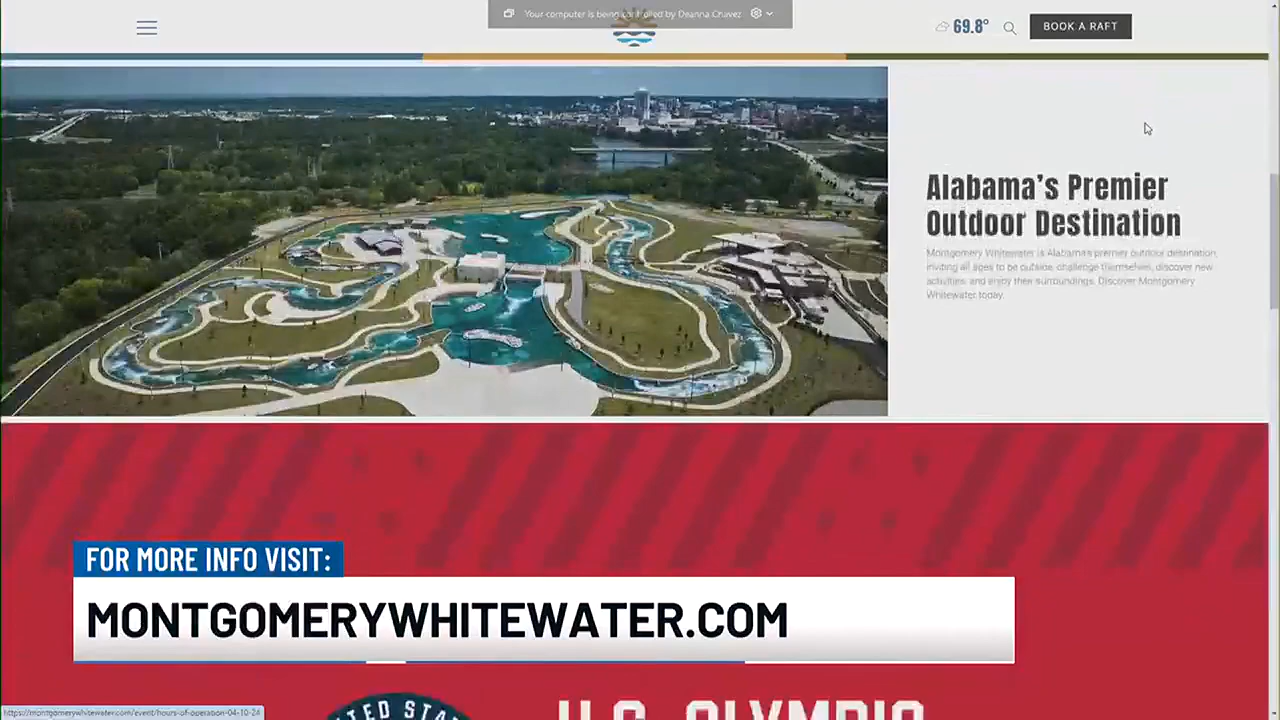 Your computer is being controlled by Deanna Chavez
69.8°
BOOK A RAFT
Alabama's Premier
Outdoor Destination
Montgomery Whitewater is Alabama's premier outdoor destination,
inviting all ages to be outside, challenge themselves, discover new
activities, and enjoy their surroundings. Discover Montgomery
Whitewater today.
FOR MORE INFO VISIT:
MONTGOMERYWHITEWATER.COM
TED STA
U.S. OLYMPIC
https://montgomerywhitewater.com/event/hours-of-operation-04-10-24